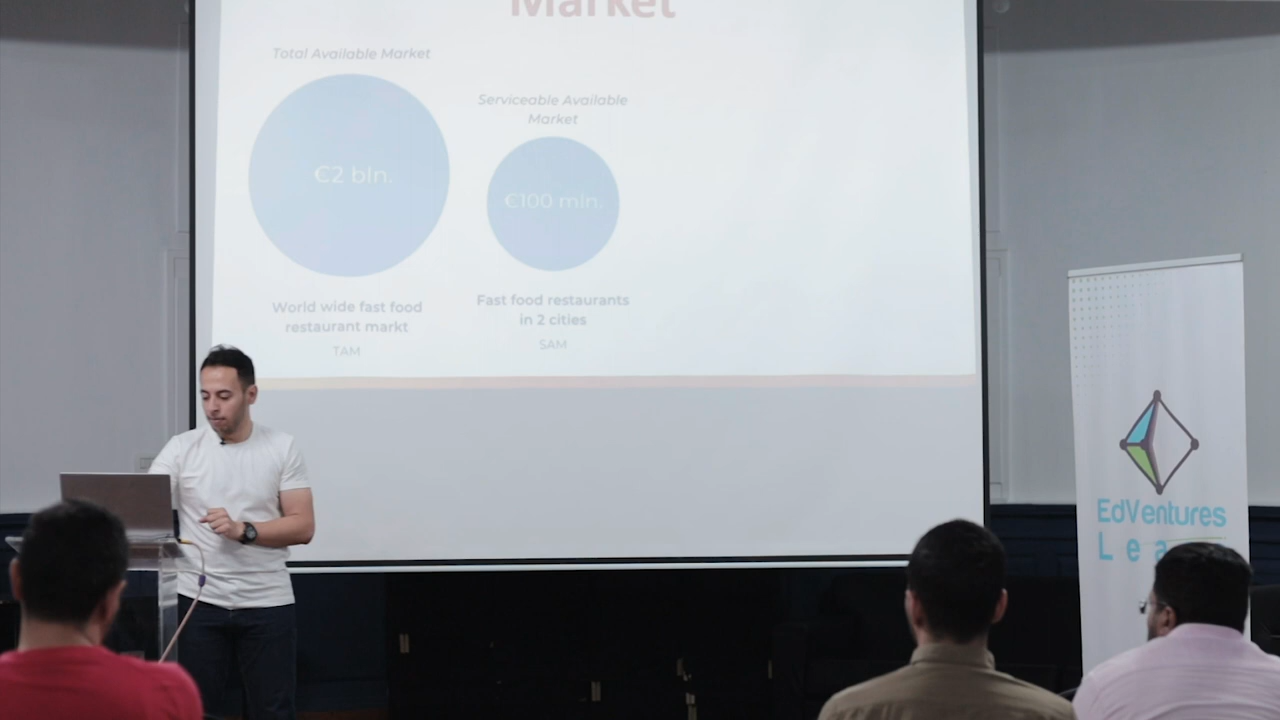 Market
Total Available Market
€2 bln.
World wide fast food
restaurant markt
TAM
Serviceable Available
Market
€100 mln.
Fast food restaurants
in 2 cities
SAM
EdVentures
Lea